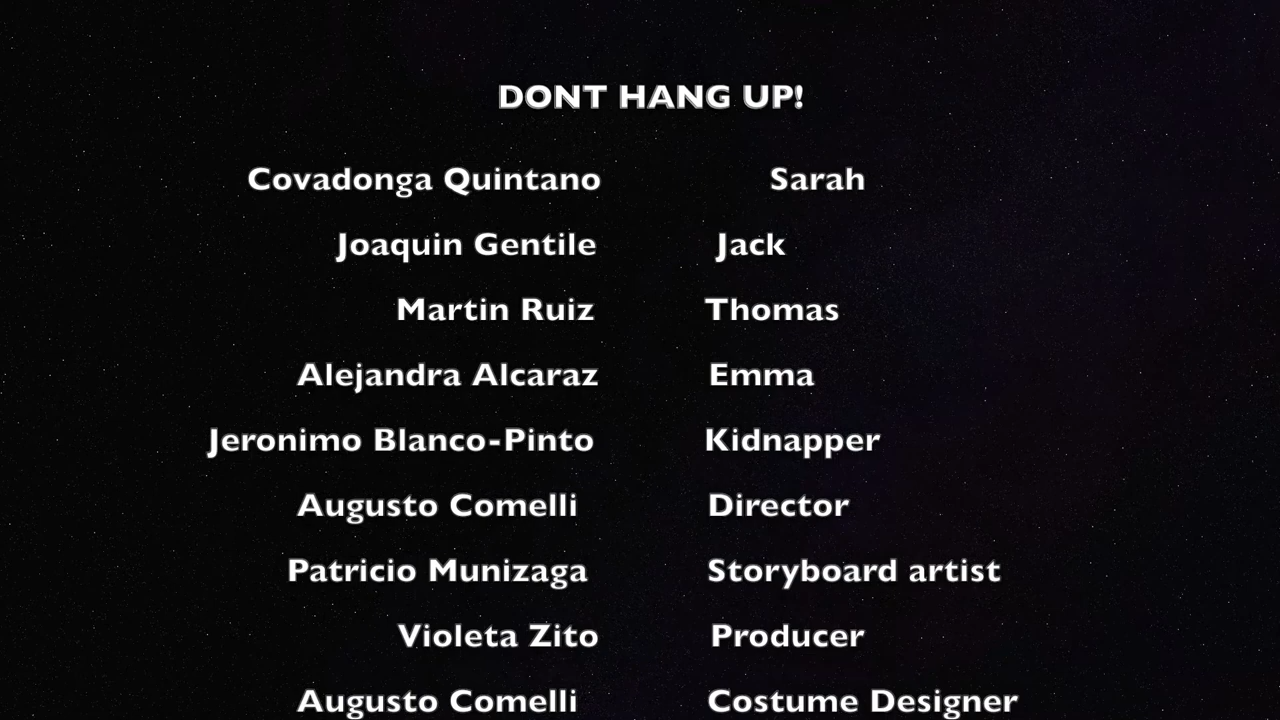 DONT HANG UP!
Covadonga Quintano Sarah
Joaquin Gentile Jack
Martin Ruiz Thomas
Alejandra Alcaraz Emma
Jeronimo Blanco-Pinto Kidnapper
Augusto Comelli Director
Patricio Munizaga Storyboard artist
Violeta Zito Producer
Augusto Comelli Costume Designer